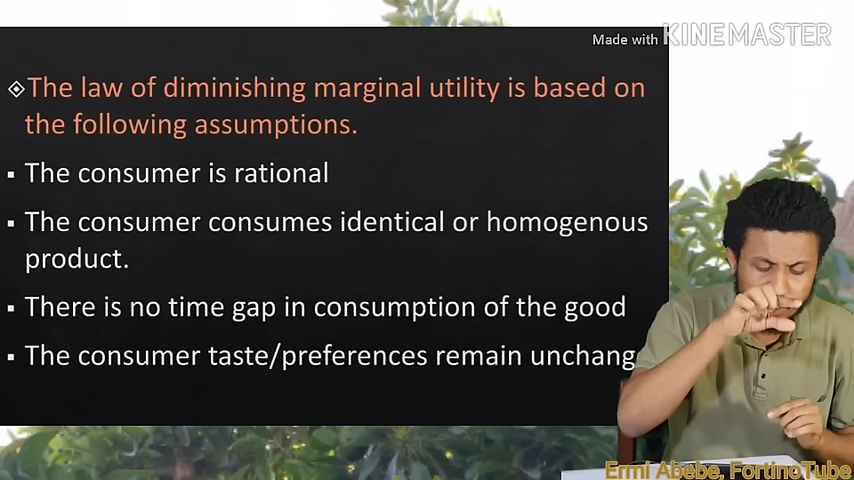 Made with KINEMASTER
The law of diminishing marginal utility is based on
the following assumptions.
▪ The consumer is rational
▪ The consumer consumes identical or homogenous
product.
▪ There is no time gap in consumption of the good
▪ The consumer taste/preferences remain unchang
Ermi Abebe, FortinoTube